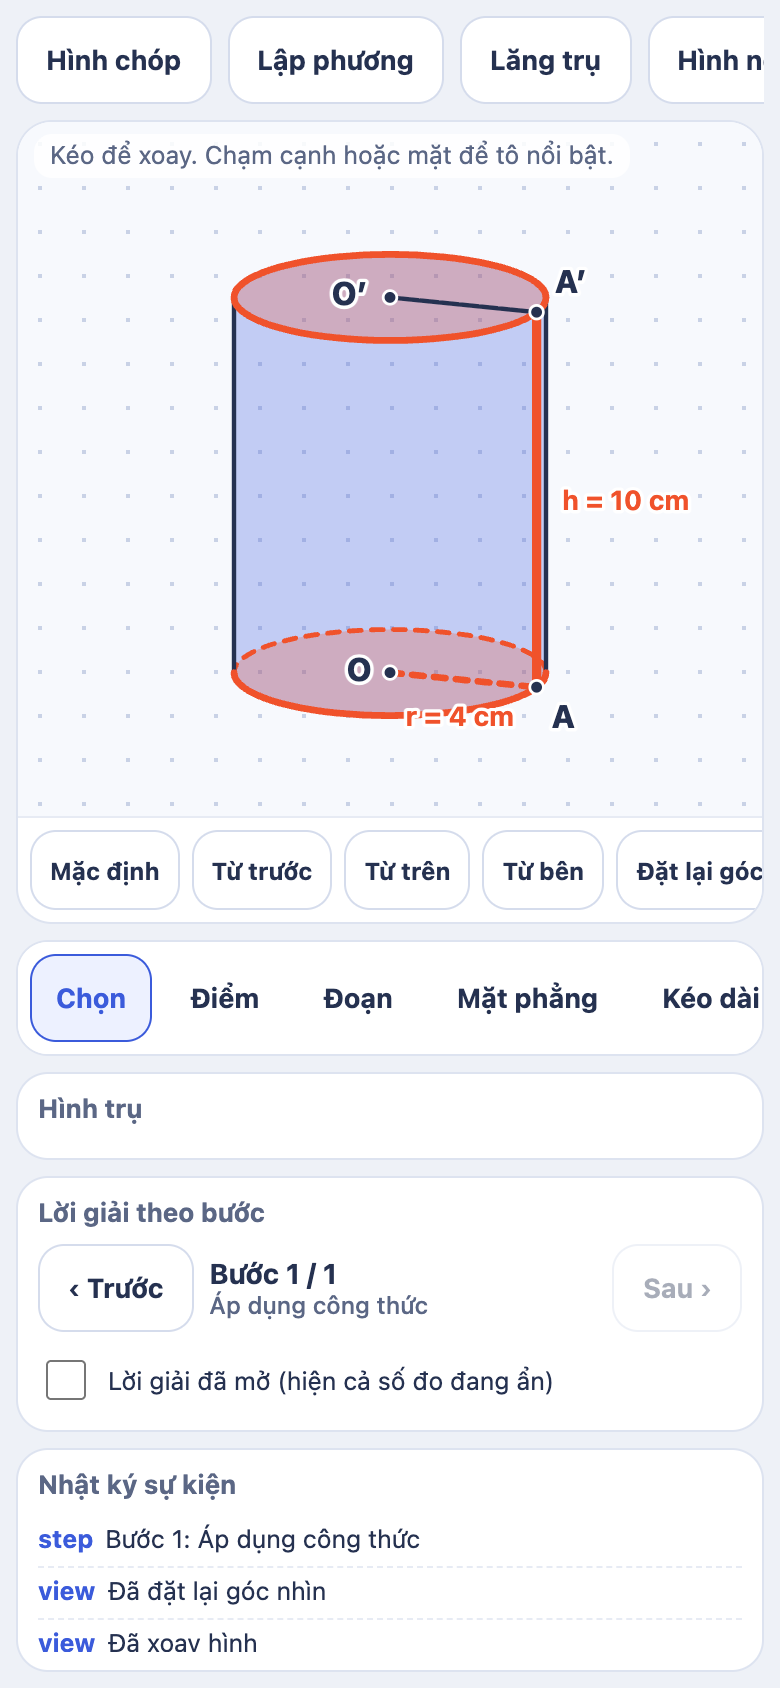 Hình chóp Lập phương Lăng trụ Hình n
Kéo để xoay. Chạm cạnh hoặc mặt để tô nổi bật.
O′ A′
h = 10 cm
O
r = 4 cm A
Mặc định Từ trước Từ trên Từ bên Đặt lại góc
Chọn Điểm Đoạn Mặt phẳng Kéo dài
Hình trụ
Lời giải theo bước
‹ Trước
Bước 1 / 1
Áp dụng công thức
Sau ›
Lời giải đã mở (hiện cả số đo đang ẩn)
Nhật ký sự kiện
step Bước 1: Áp dụng công thức
view Đã đặt lại góc nhìn
view Đã xoay hình